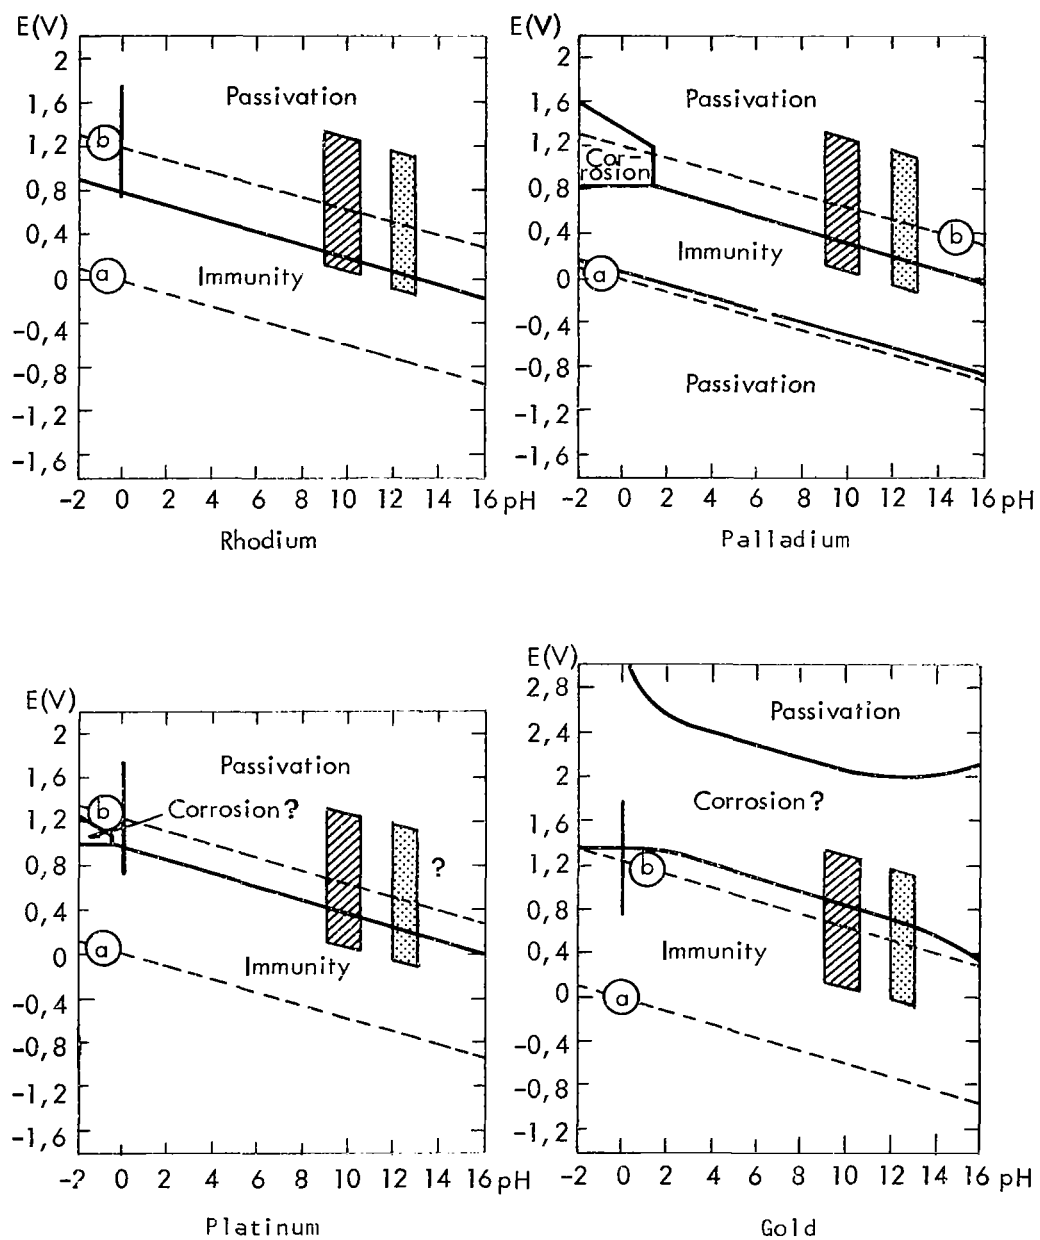 E(V)
2
1,6
1,2
0,8
0,4
0
-0,4
-0,8
-1,2
-1,6
Passivation
b
Immunity
a
-2 0 2 4 6 8 10 12 14 16 pH
Rhodium
E(V)
2
1,6
1,2
0,8
0,4
0
-0,4
-0,8
-1,2
-1,6
Passivation
Cor-
rosion
Immunity
b
a
Passivation
-2 0 2 4 6 8 10 12 14 16 pH
Palladium
E(V)
2
1,6
1,2
0,8
0,4
0
-0,4
-0,8
-1,2
-1,6
Passivation
b
Corrosion?
?
a
Immunity
-2 0 2 4 6 8 10 12 14 16 pH
Platinum
E(V)
2,8
2,4
2
1,6
1,2
0,8
0,4
0
-0,4
-0,8
-1,2
Passivation
Corrosion?
b
Immunity
a
-2 0 2 4 6 8 10 12 14 16 pH
Gold